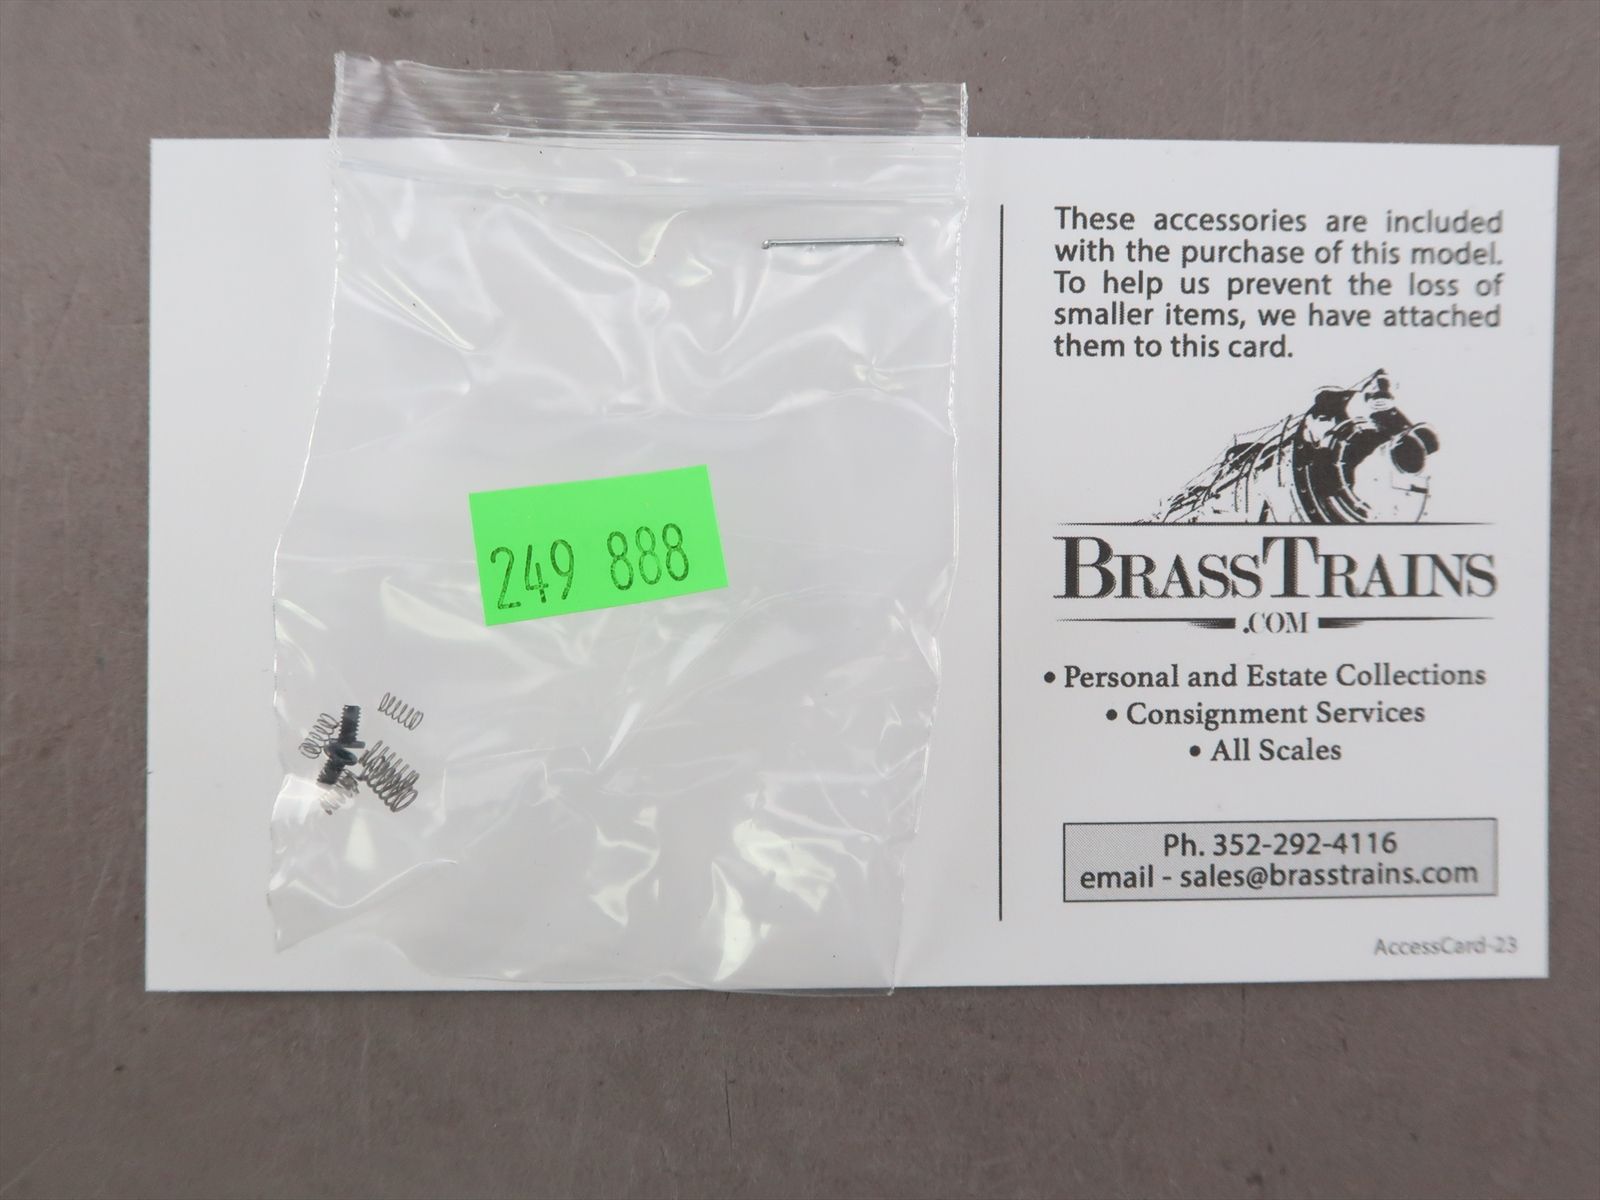 These accessories are included
with the purchase of this model.
To help us prevent the loss of
smaller items, we have attached
them to this card.
249 888
BRASSTRAINS
.COM
• Personal and Estate Collections
• Consignment Services
• All Scales
Ph. 352-292-4116
email - sales@brasstrains.com
AccessCard-23